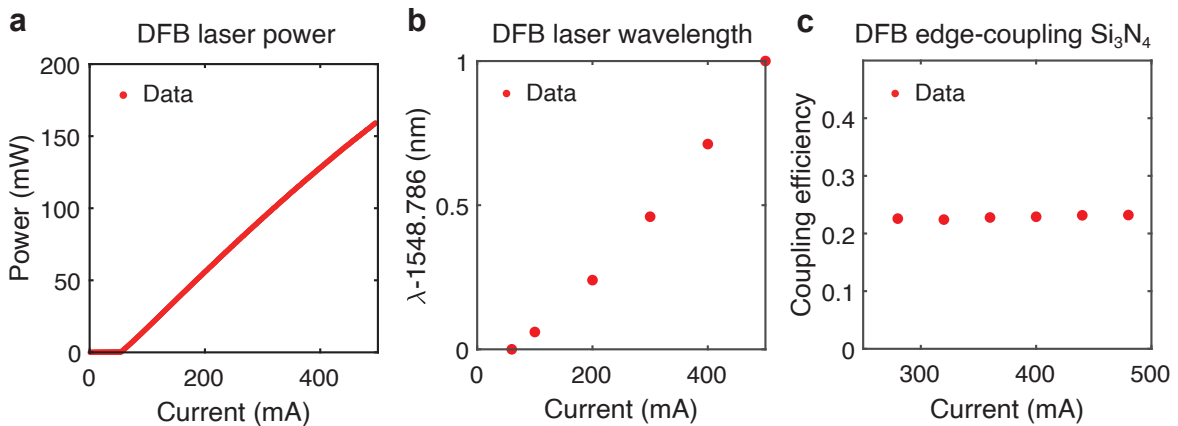 a
DFB laser power
200
150
100
50
0
Power (mW)
Data
0
200
400
Current (mA)
b
DFB laser wavelength
1
0.5
0
λ-1548.786 (nm)
Data
0
200
400
Current (mA)
c
DFB edge-coupling Si₃N₄
0.4
0.3
0.2
0.1
0
Coupling efficiency
Data
300
400
500
Current (mA)